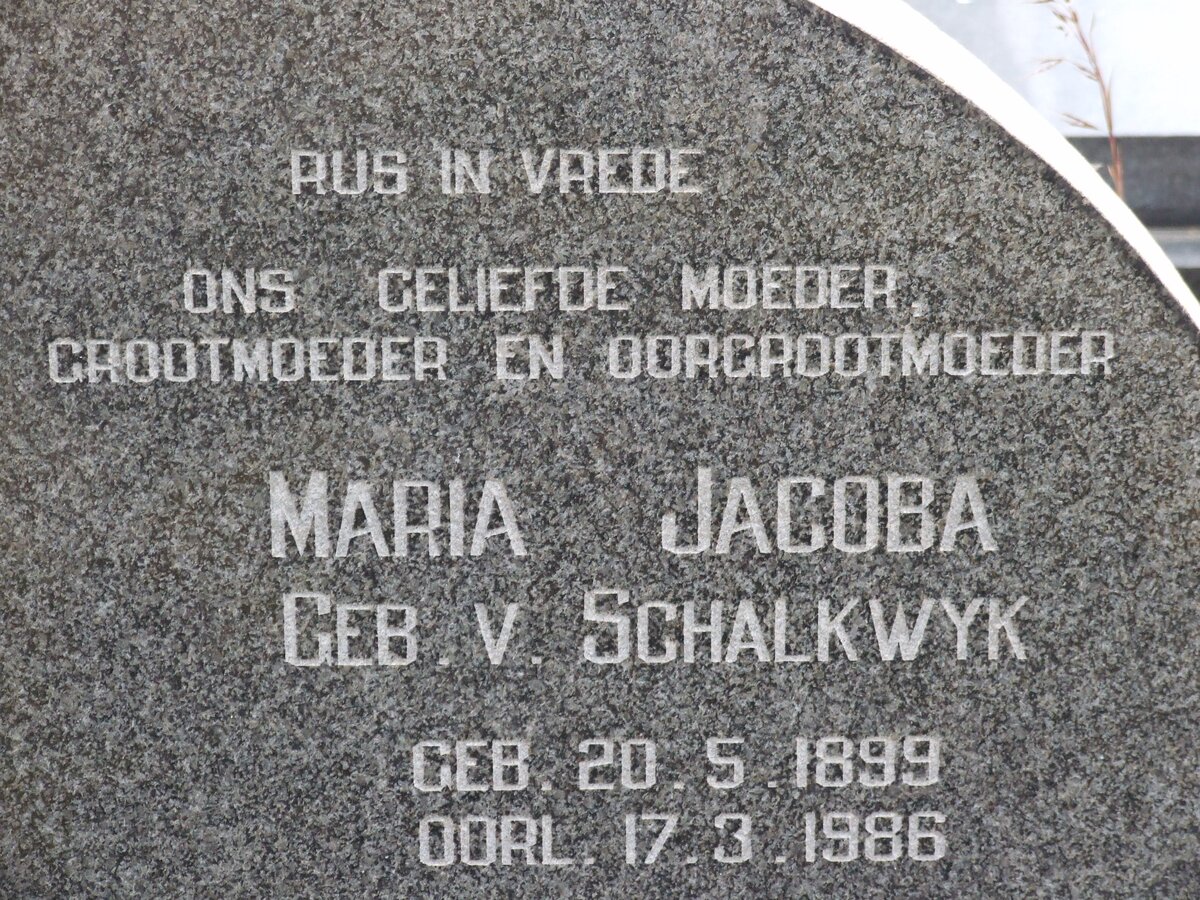 RUS IN VREDE
ONS GELIEFDE MOEDER,
GROOTMOEDER EN OORGROOTMOEDER
MARIA JACOBA
GEB. V. SCHALKWYK
GEB. 20.5.1899
OORL. 17.3.1986